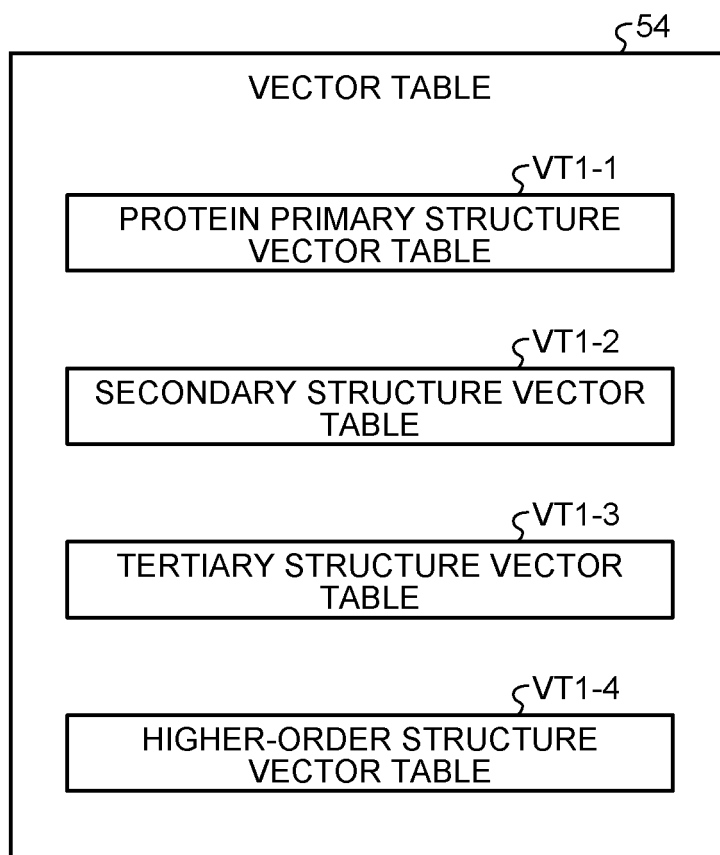 54
VECTOR TABLE
VT1-1
PROTEIN PRIMARY STRUCTURE
VECTOR TABLE
VT1-2
SECONDARY STRUCTURE VECTOR
TABLE
VT1-3
TERTIARY STRUCTURE VECTOR
TABLE
VT1-4
HIGHER-ORDER STRUCTURE
VECTOR TABLE